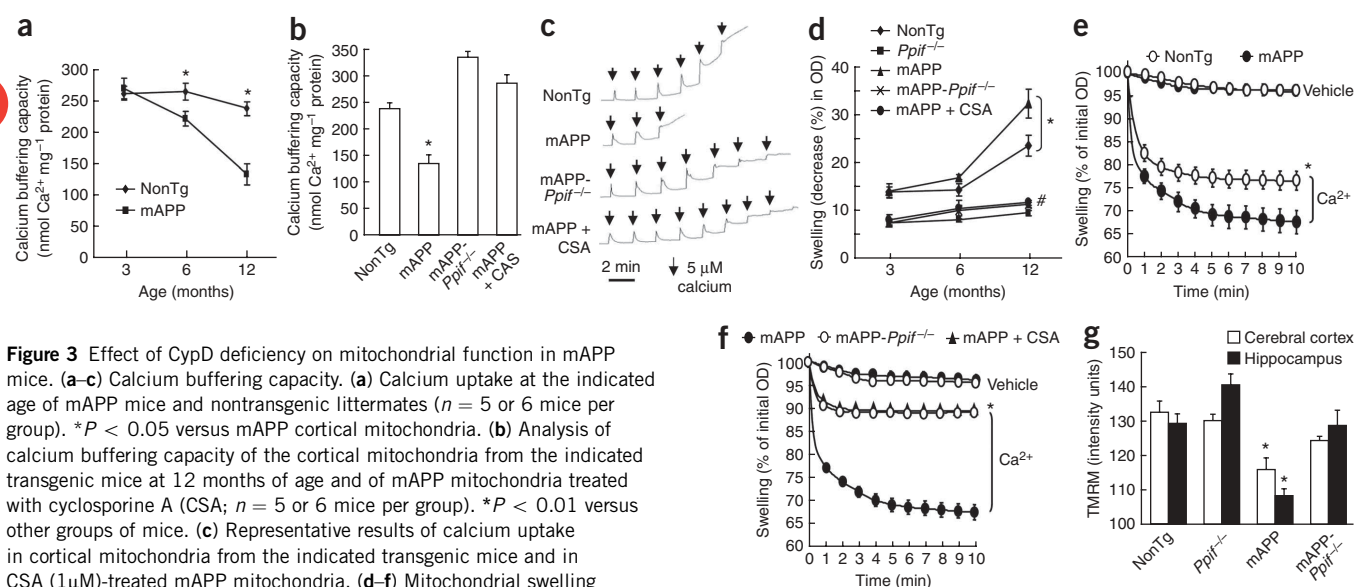 a
Calcium buffering capacity
(nmol Ca²⁺ mg⁻¹ protein)
300
250
200
150
100
50
0
*
*
NonTg
mAPP
3
6
12
Age (months)
b
Calcium buffering capacity
(nmol Ca²⁺ mg⁻¹ protein)
350
300
250
200
150
100
50
0
*
NonTg
mAPP
mAPP-
Ppif⁻/⁻
mAPP
+ CAS
c
NonTg
mAPP
mAPP-
Ppif⁻/⁻
mAPP +
CSA
2 min
5 µM
calcium
d
NonTg
Ppif⁻/⁻
mAPP
mAPP-Ppif⁻/⁻
mAPP + CSA
Swelling (decrease (%) in OD)
40
30
20
10
0
*
#
3
6
12
Age (months)
e
NonTg
mAPP
Swelling (% of initial OD)
100
95
90
85
80
75
70
65
60
Vehicle
*
Ca²⁺
0 1 2 3 4 5 6 7 8 9 10
Time (min)
Figure 3 Effect of CypD deficiency on mitochondrial function in mAPP
mice. (a–c) Calcium buffering capacity. (a) Calcium uptake at the indicated
age of mAPP mice and nontransgenic littermates (n = 5 or 6 mice per
group). *P < 0.05 versus mAPP cortical mitochondria. (b) Analysis of
calcium buffering capacity of the cortical mitochondria from the indicated
transgenic mice at 12 months of age and of mAPP mitochondria treated
with cyclosporine A (CSA; n = 5 or 6 mice per group). *P < 0.01 versus
other groups of mice. (c) Representative results of calcium uptake
in cortical mitochondria from the indicated transgenic mice and in
CSA (1µM)-treated mAPP mitochondria. (d–f) Mitochondrial swelling
f
mAPP
mAPP-Ppif⁻/⁻
mAPP + CSA
Swelling (% of initial OD)
100
95
90
85
80
75
70
65
60
Vehicle
*
Ca²⁺
0 1 2 3 4 5 6 7 8 9 10
Time (min)
g
Cerebral cortex
Hippocampus
TMRM (intensity units)
150
140
130
120
110
100
*
*
NonTg
Ppif⁻/⁻
mAPP
mAPP-
Ppif⁻/⁻